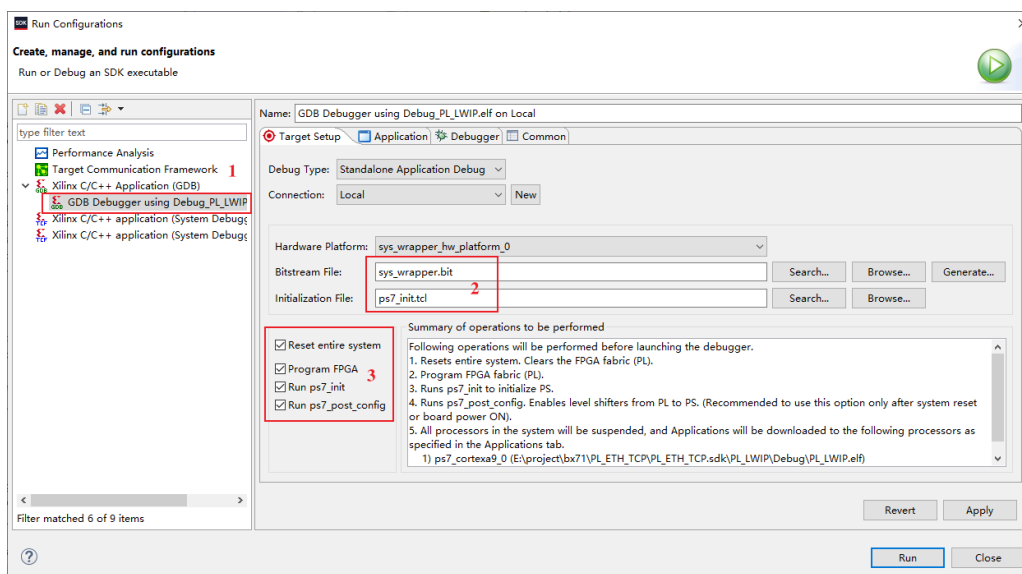 SDK Run Configurations
Create, manage, and run configurations
Run or Debug an SDK executable
type filter text
Performance Analysis
Target Communication Framework 1
Xilinx C/C++ Application (GDB)
GDB Debugger using Debug_PL_LWIP
Xilinx C/C++ application (System Debugg
Xilinx C/C++ application (System Debugg
Filter matched 6 of 9 items
Name: GDB Debugger using Debug_PL_LWIP.elf on Local
Target Setup Application Debugger Common
Debug Type: Standalone Application Debug
Connection: Local New
Hardware Platform: sys_wrapper_hw_platform_0
Bitstream File: sys_wrapper.bit Search... Browse... Generate...
2
Initialization File: ps7_init.tcl Search... Browse...
Reset entire system
Program FPGA
3
Run ps7_init
Run ps7_post_config
Summary of operations to be performed
Following operations will be performed before launching the debugger.
1. Resets entire system. Clears the FPGA fabric (PL).
2. Program FPGA fabric (PL).
3. Runs ps7_init to initialize PS.
4. Runs ps7_post_config. Enables level shifters from PL to PS. (Recommended to use this option only after system reset
or board power ON).
5. All processors in the system will be suspended, and Applications will be downloaded to the following processors as
specified in the Applications tab.
1) ps7_cortexa9_0 (E:\project\bx71\PL_ETH_TCP\PL_ETH_TCP.sdk\PL_LWIP\Debug\PL_LWIP.elf)
Revert Apply
Run Close